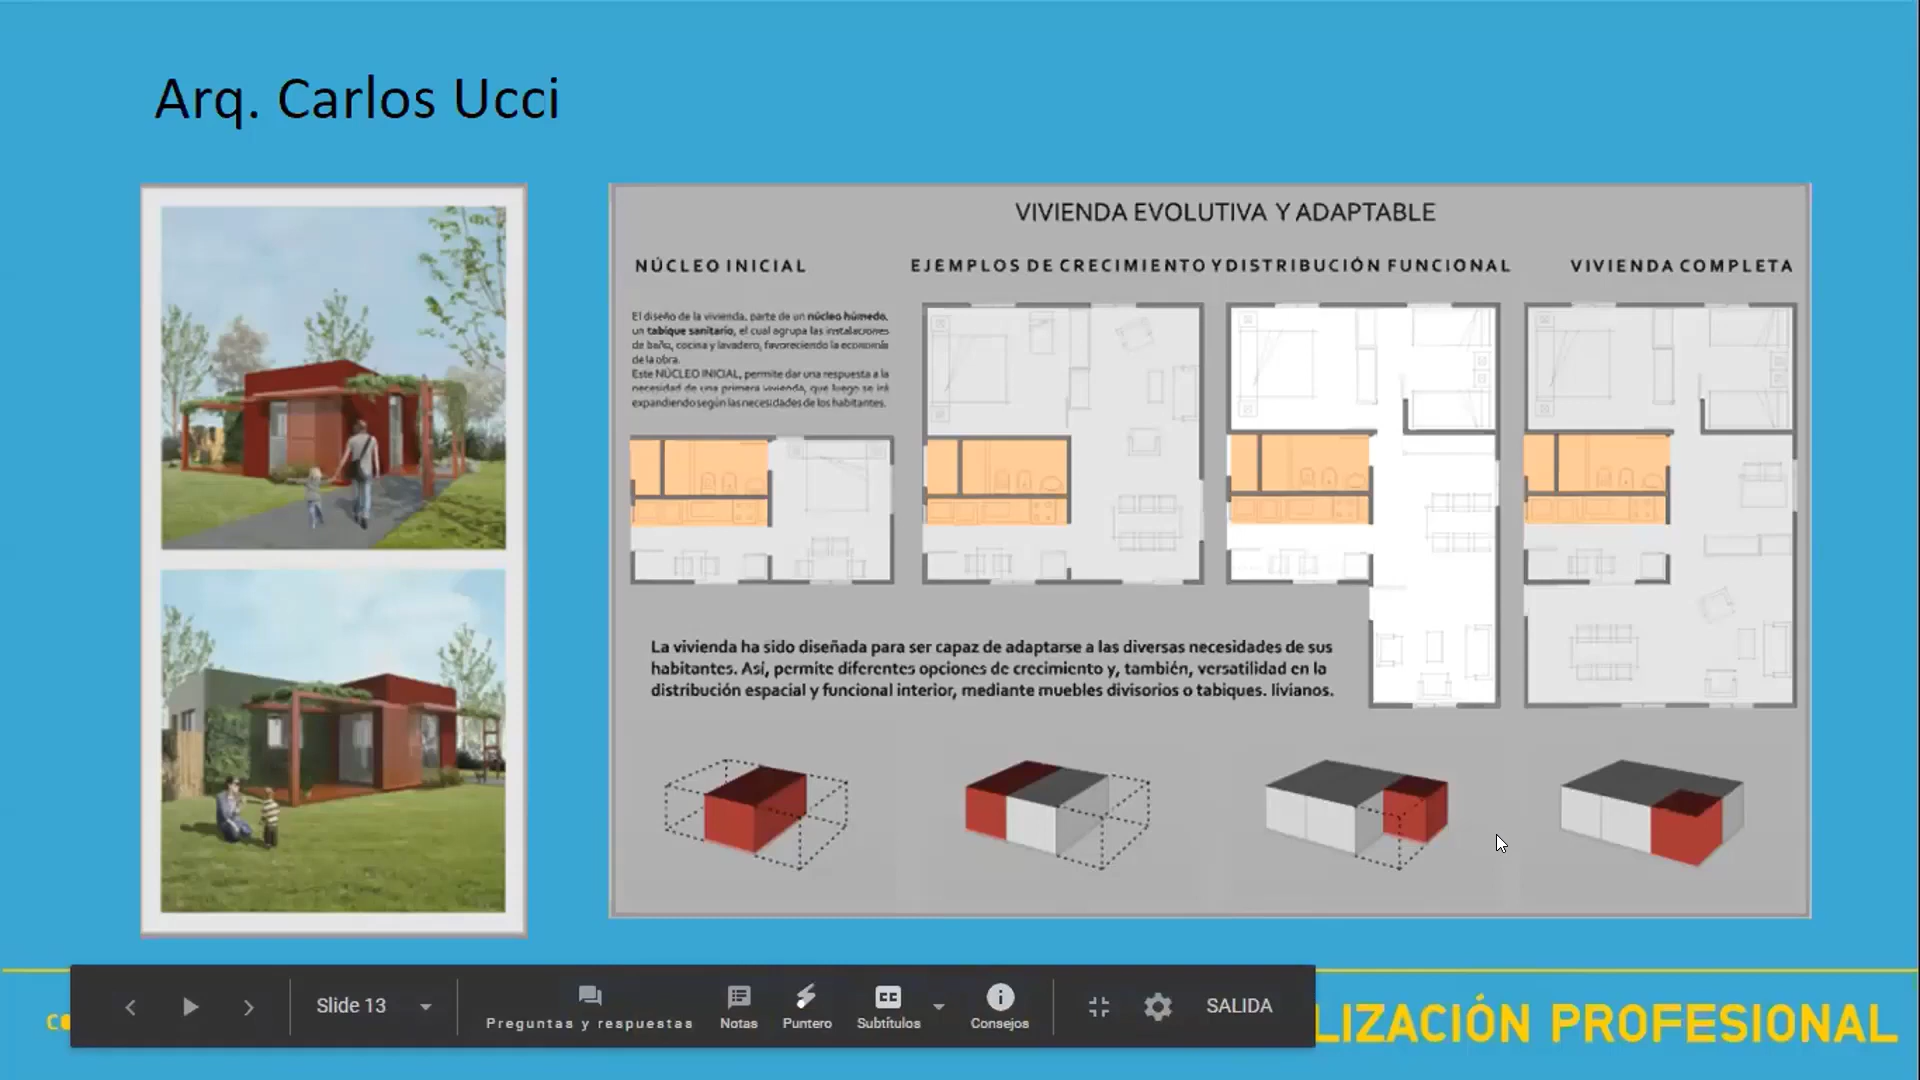 Arq. Carlos Ucci
VIVIENDA EVOLUTIVA Y ADAPTABLE
NÚCLEO INICIAL
EJEMPLOS DE CRECIMIENTO Y DISTRIBUCIÓN FUNCIONAL
VIVIENDA COMPLETA
El diseño de la vivienda, parte de un núcleo húmedo,
un tabique sanitario, el cual agrupa las instalaciones
de baño, cocina y lavadero, favoreciendo la economía
de la obra.
Este NÚCLEO INICIAL, permite dar una respuesta a la
necesidad de una primera vivienda, que luego se irá
expandiendo según las necesidades de los habitantes.
La vivienda ha sido diseñada para ser capaz de adaptarse a las diversas necesidades de sus
habitantes. Así, permite diferentes opciones de crecimiento y, también, versatilidad en la
distribución espacial y funcional interior, mediante muebles divisorios o tabiques. livianos.
Slide 13
Preguntas y respuestas
Notas
Puntero
CC
Subtítulos
Consejos
SALIDA
LIZACIÓN PROFESIONAL